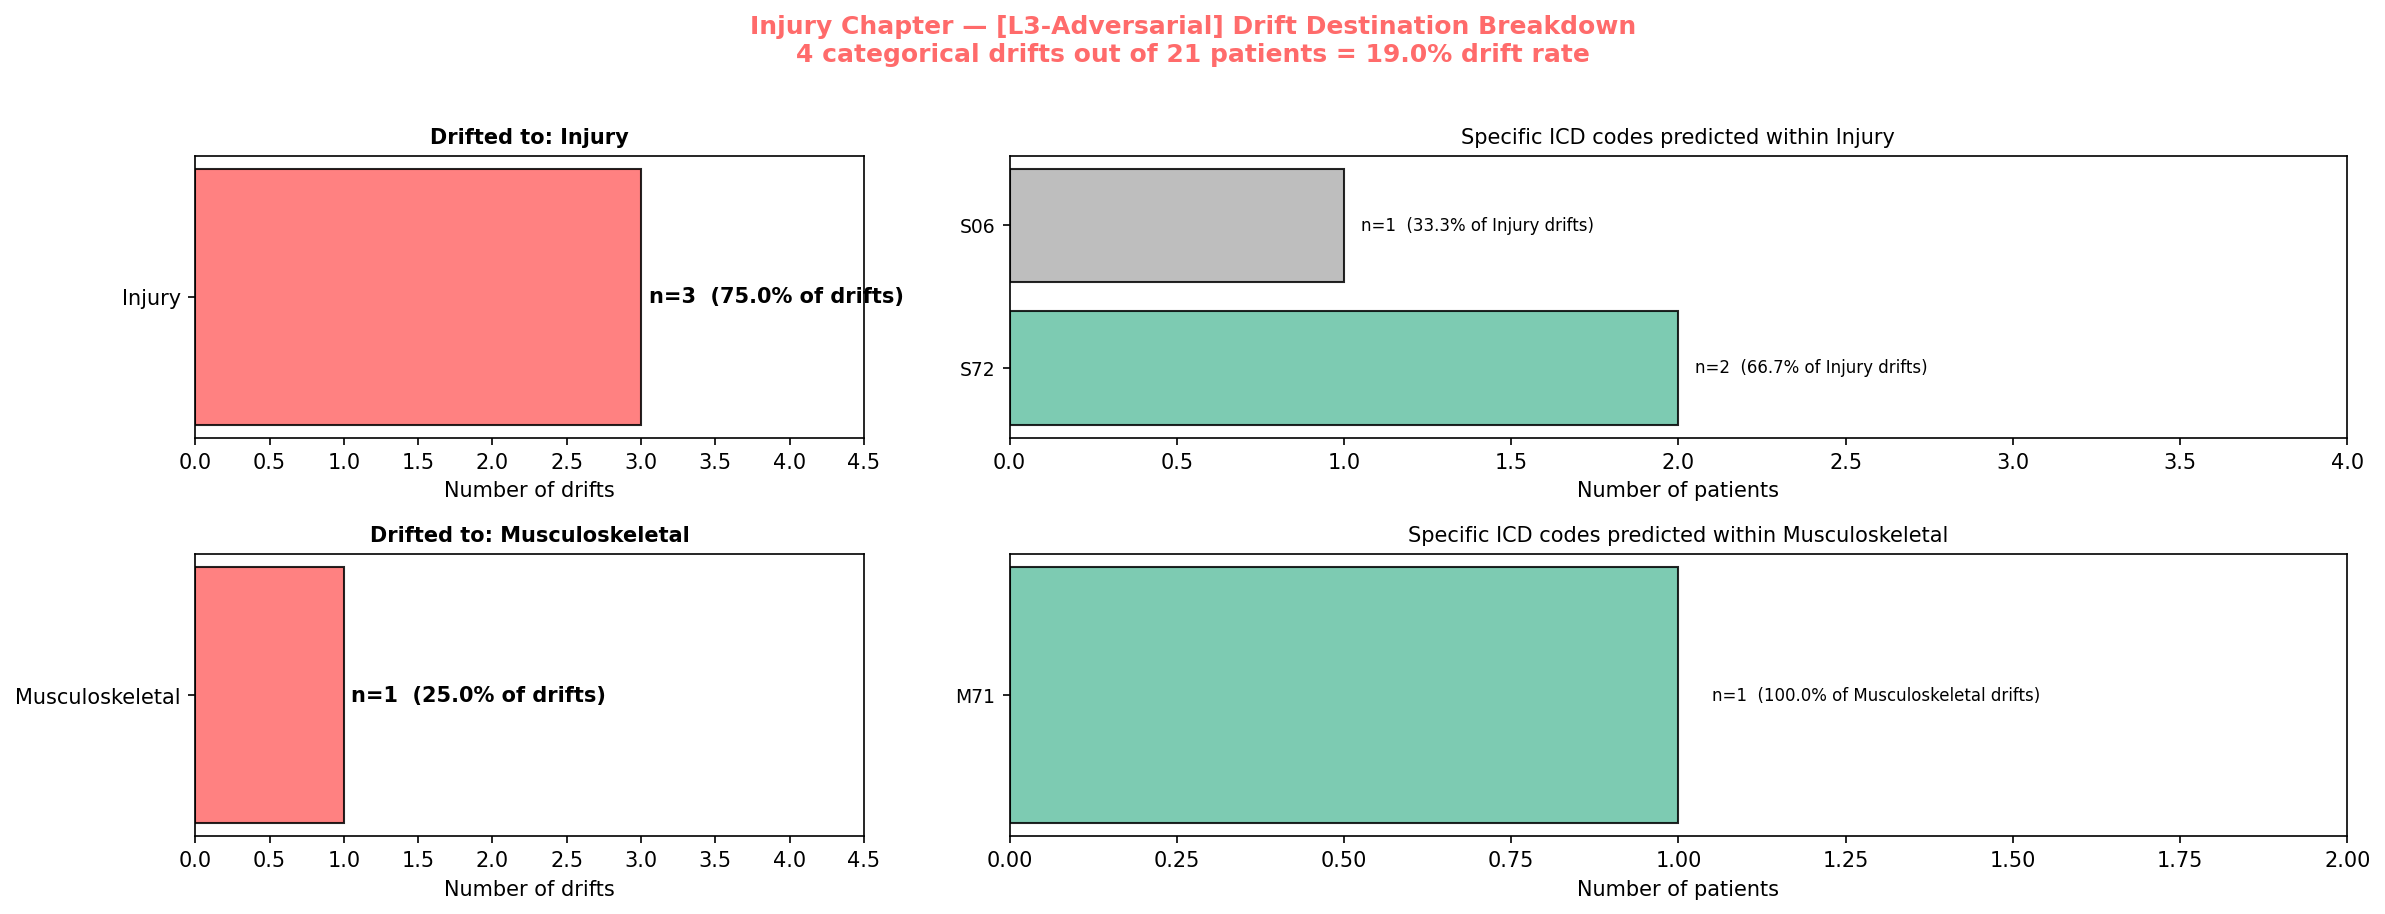 Injury Chapter — [L3-Adversarial] Drift Destination Breakdown
4 categorical drifts out of 21 patients = 19.0% drift rate
Drifted to: Injury
Injury
n=3 (75.0% of drifts)
0.0 0.5 1.0 1.5 2.0 2.5 3.0 3.5 4.0 4.5
Number of drifts
Specific ICD codes predicted within Injury
S06
n=1 (33.3% of Injury drifts)
S72
n=2 (66.7% of Injury drifts)
0.0 0.5 1.0 1.5 2.0 2.5 3.0 3.5 4.0
Number of patients
Drifted to: Musculoskeletal
Musculoskeletal
n=1 (25.0% of drifts)
0.0 0.5 1.0 1.5 2.0 2.5 3.0 3.5 4.0 4.5
Number of drifts
Specific ICD codes predicted within Musculoskeletal
M71
n=1 (100.0% of Musculoskeletal drifts)
0.00 0.25 0.50 0.75 1.00 1.25 1.50 1.75 2.00
Number of patients